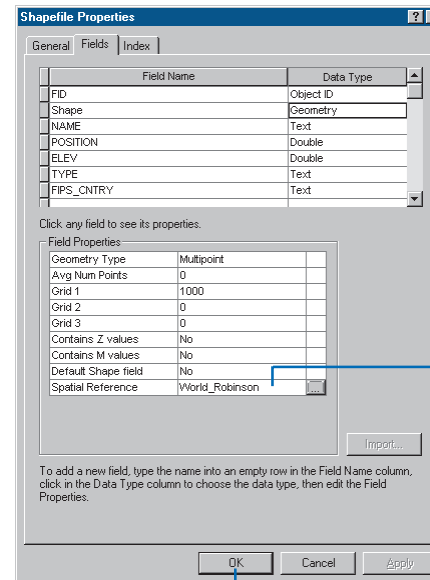 Shapefile Properties
General Fields Index
Field Name Data Type
FID Object ID
Shape Geometry
NAME Text
POSITION Double
ELEV Double
TYPE Text
FIPS_CNTRY Text
Click any field to see its properties.
Field Properties
Geometry Type Multipoint
Avg Num Points 0
Grid 1 1000
Grid 2 0
Grid 3 0
Contains Z values No
Contains M values No
Default Shape field No
Spatial Reference World_Robinson ...
Import...
To add a new field, type the name into an empty row in the Field Name column,
click in the Data Type column to choose the data type, then edit the Field
Properties.
OK Cancel Apply